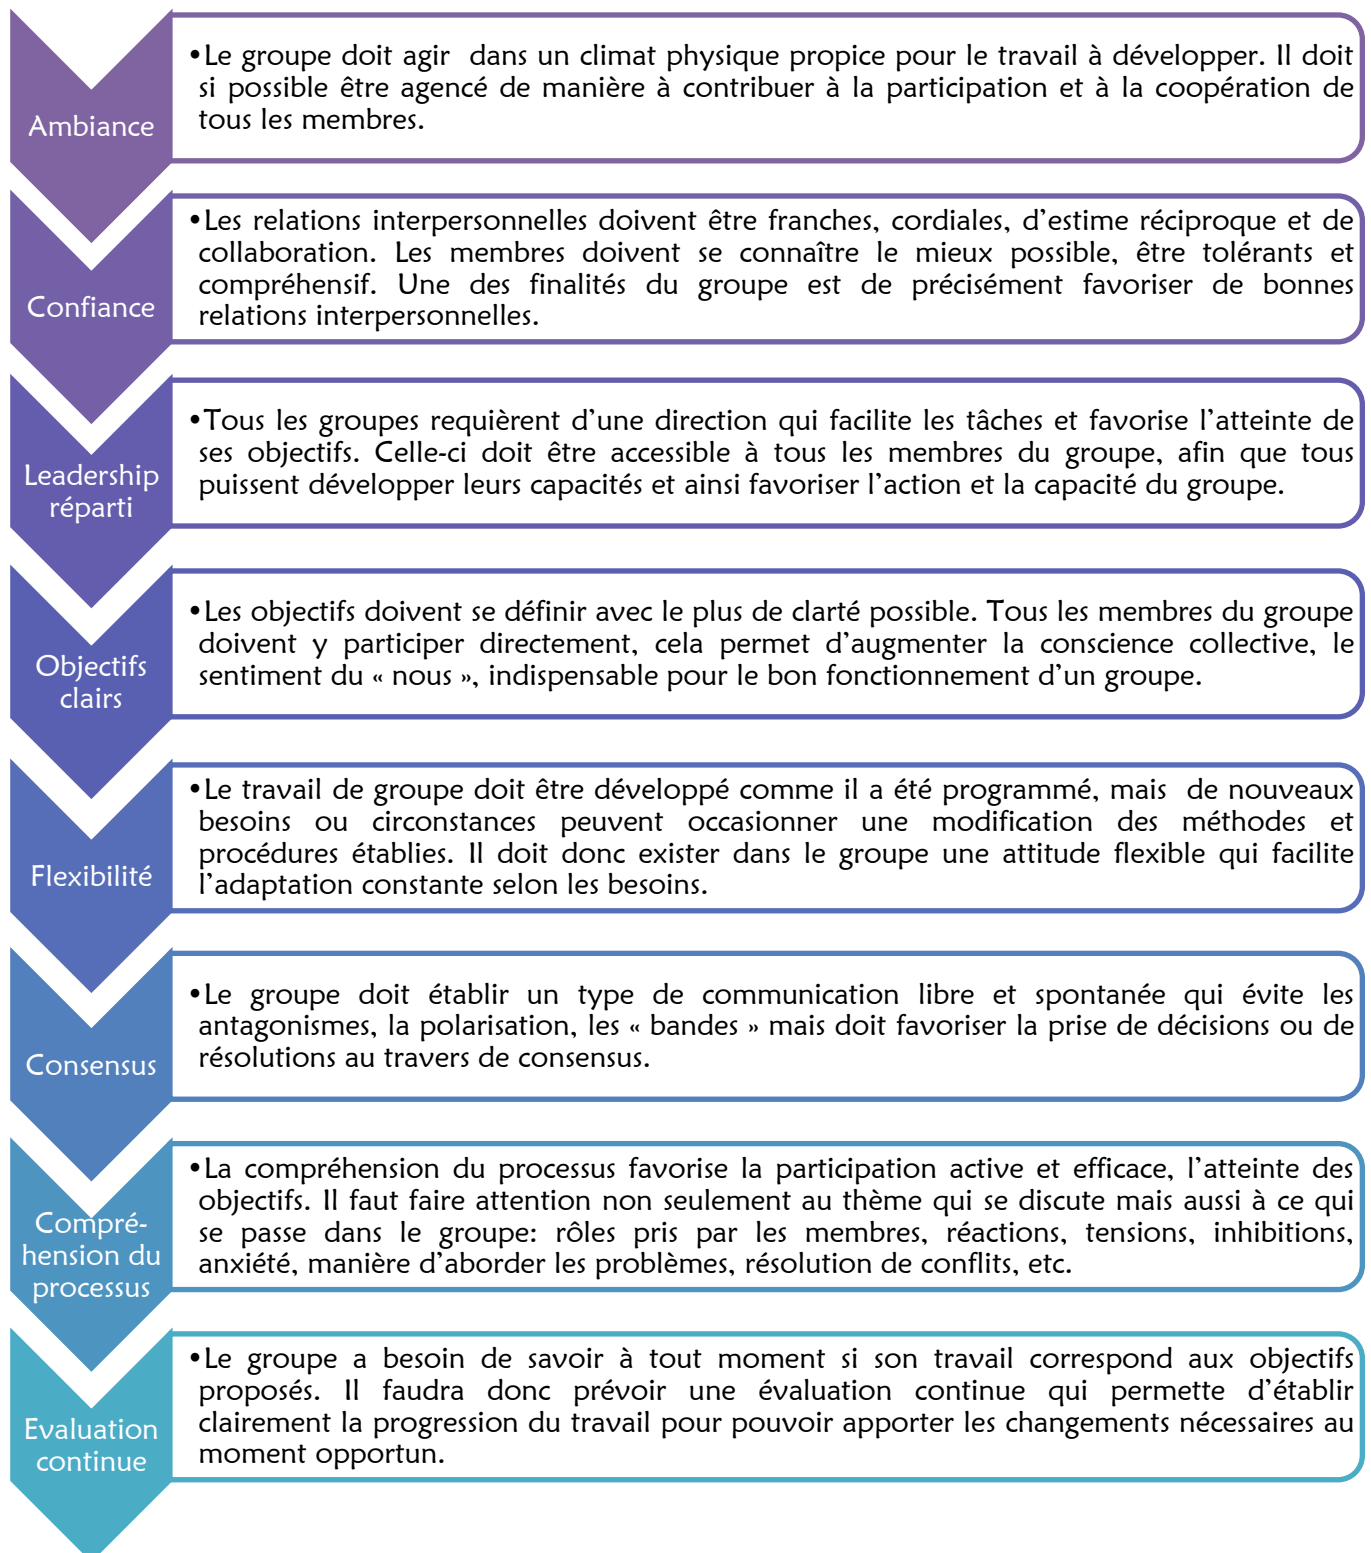 Ambiance
•Le groupe doit agir  dans un climat physique propice pour le travail à développer. Il doit
si possible être agencé de manière à contribuer à la participation et à la coopération de
tous les membres.
Confiance
•Les relations interpersonnelles doivent être franches, cordiales, d’estime réciproque et de
collaboration. Les membres doivent se connaître le mieux possible, être tolérants et
compréhensif. Une des finalités du groupe est de précisément favoriser de bonnes
relations interpersonnelles.
Leadership
réparti
•Tous les groupes requièrent d’une direction qui facilite les tâches et favorise l’atteinte de
ses objectifs. Celle-ci doit être accessible à tous les membres du groupe, afin que tous
puissent développer leurs capacités et ainsi favoriser l’action et la capacité du groupe.
Objectifs
clairs
•Les objectifs doivent se définir avec le plus de clarté possible. Tous les membres du groupe
doivent y participer directement, cela permet d’augmenter la conscience collective, le
sentiment du « nous », indispensable pour le bon fonctionnement d’un groupe.
Flexibilité
•Le travail de groupe doit être développé comme il a été programmé, mais  de nouveaux
besoins ou circonstances peuvent occasionner une modification des méthodes et
procédures établies. Il doit donc exister dans le groupe une attitude flexible qui facilite
l’adaptation constante selon les besoins.
Consensus
•Le groupe doit établir un type de communication libre et spontanée qui évite les
antagonismes, la polarisation, les « bandes » mais doit favoriser la prise de décisions ou de
résolutions au travers de consensus.
Compré-
hension du
processus
•La compréhension du processus favorise la participation active et efficace, l’atteinte des
objectifs. Il faut faire attention non seulement au thème qui se discute mais aussi à ce qui
se passe dans le groupe: rôles pris par les membres, réactions, tensions, inhibitions,
anxiété, manière d’aborder les problèmes, résolution de conflits, etc.
Evaluation
continue
•Le groupe a besoin de savoir à tout moment si son travail correspond aux objectifs
proposés. Il faudra donc prévoir une évaluation continue qui permette d’établir
clairement la progression du travail pour pouvoir apporter les changements nécessaires au
moment opportun.